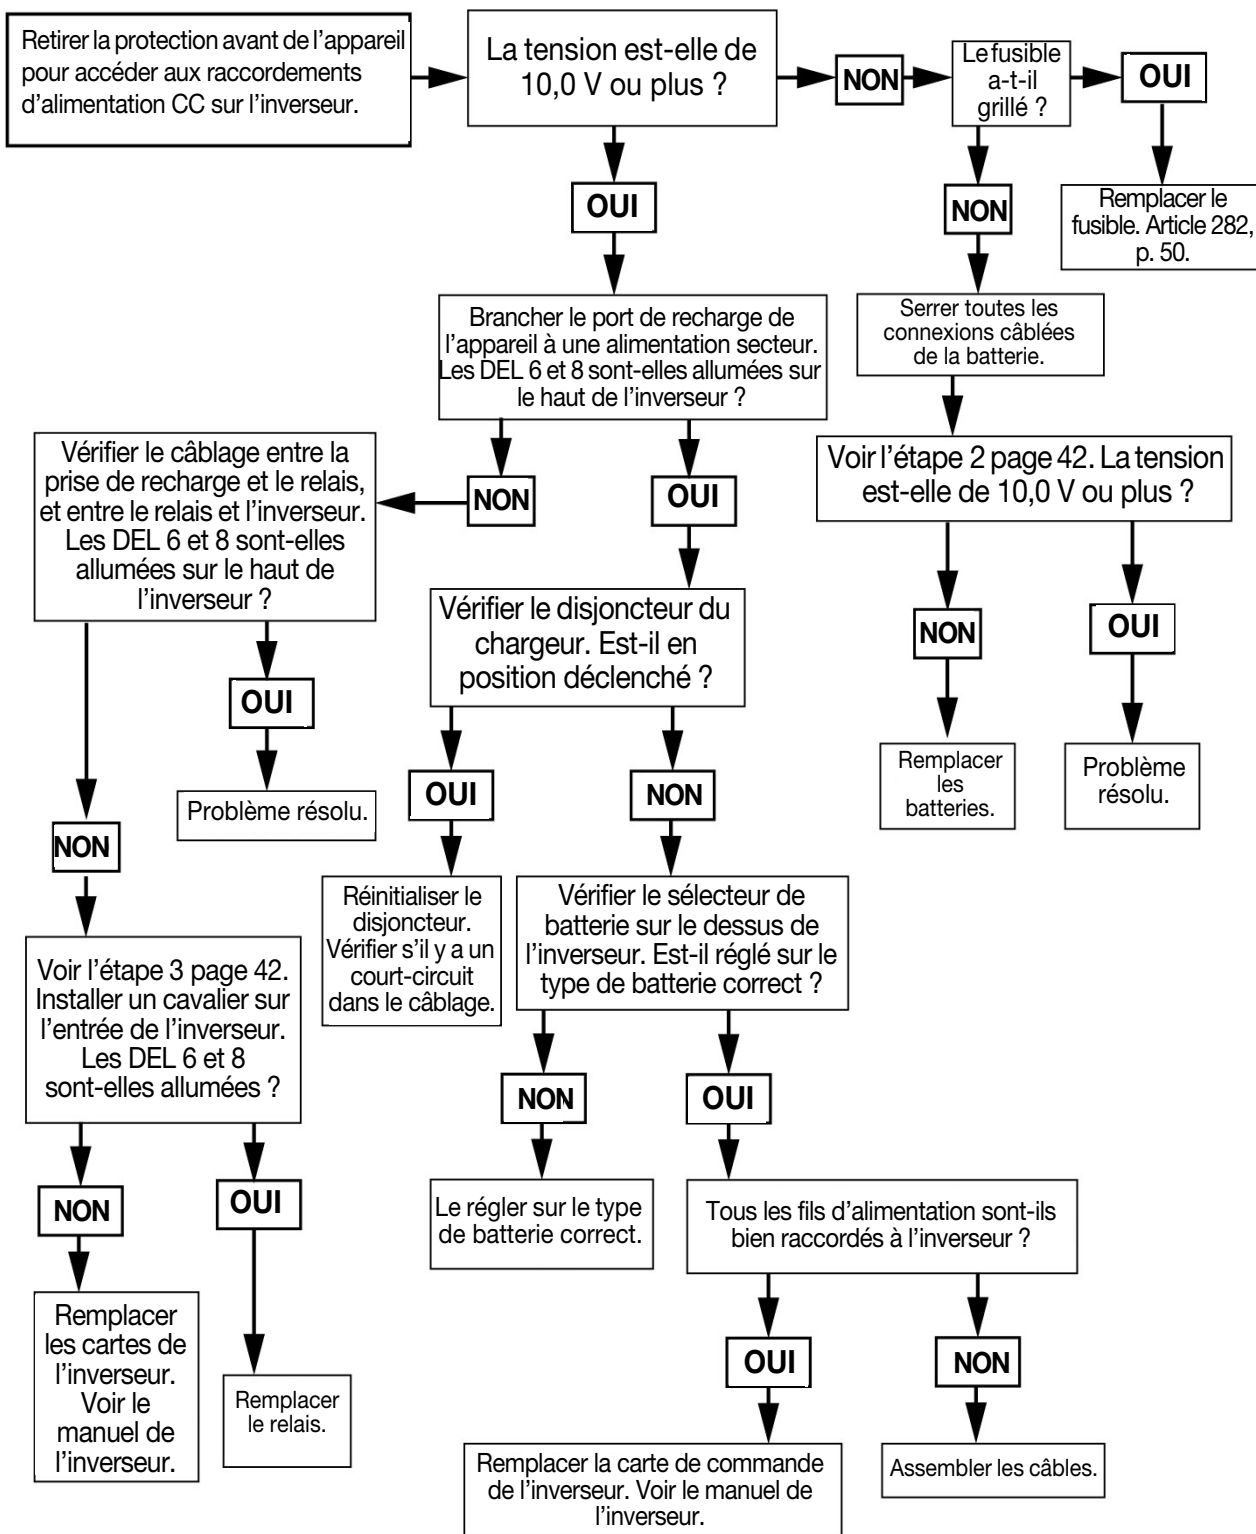 Retirer la protection avant de l'appareil
pour accéder aux raccordements
d'alimentation CC sur l'inverseur.
La tension est-elle de
10,0 V ou plus ?
NON
Le fusible
a-t-il
grillé ?
OUI
Remplacer le
fusible. Article 282,
p. 50.
OUI
NON
Brancher le port de recharge de
l'appareil à une alimentation secteur.
Les DEL 6 et 8 sont-elles allumées sur
le haut de l'inverseur ?
Serrer toutes les
connexions câblées
de la batterie.
Vérifier le câblage entre la
prise de recharge et le relais,
et entre le relais et l'inverseur.
Les DEL 6 et 8 sont-elles
allumées sur le haut de
l'inverseur ?
NON
OUI
Voir l'étape 2 page 42. La tension
est-elle de 10,0 V ou plus ?
Vérifier le disjoncteur du
chargeur. Est-il en
position déclenché ?
NON
OUI
OUI
Problème résolu.
NON
OUI
NON
Remplacer
les
batteries.
Problème
résolu.
Réinitialiser le
disjoncteur.
Vérifier s'il y a un
court-circuit
dans le câblage.
Vérifier le sélecteur de
batterie sur le dessus de
l'inverseur. Est-il réglé sur le
type de batterie correct ?
Voir l'étape 3 page 42.
Installer un cavalier sur
l'entrée de l'inverseur.
Les DEL 6 et 8
sont-elles allumées ?
NON
OUI
NON
OUI
Le régler sur le type
de batterie correct.
Tous les fils d'alimentation sont-ils
bien raccordés à l'inverseur ?
Remplacer
les cartes de
l'inverseur.
Voir le
manuel de
l'inverseur.
Remplacer
le relais.
OUI
NON
Remplacer la carte de commande
de l'inverseur. Voir le manuel de
l'inverseur.
Assembler les câbles.